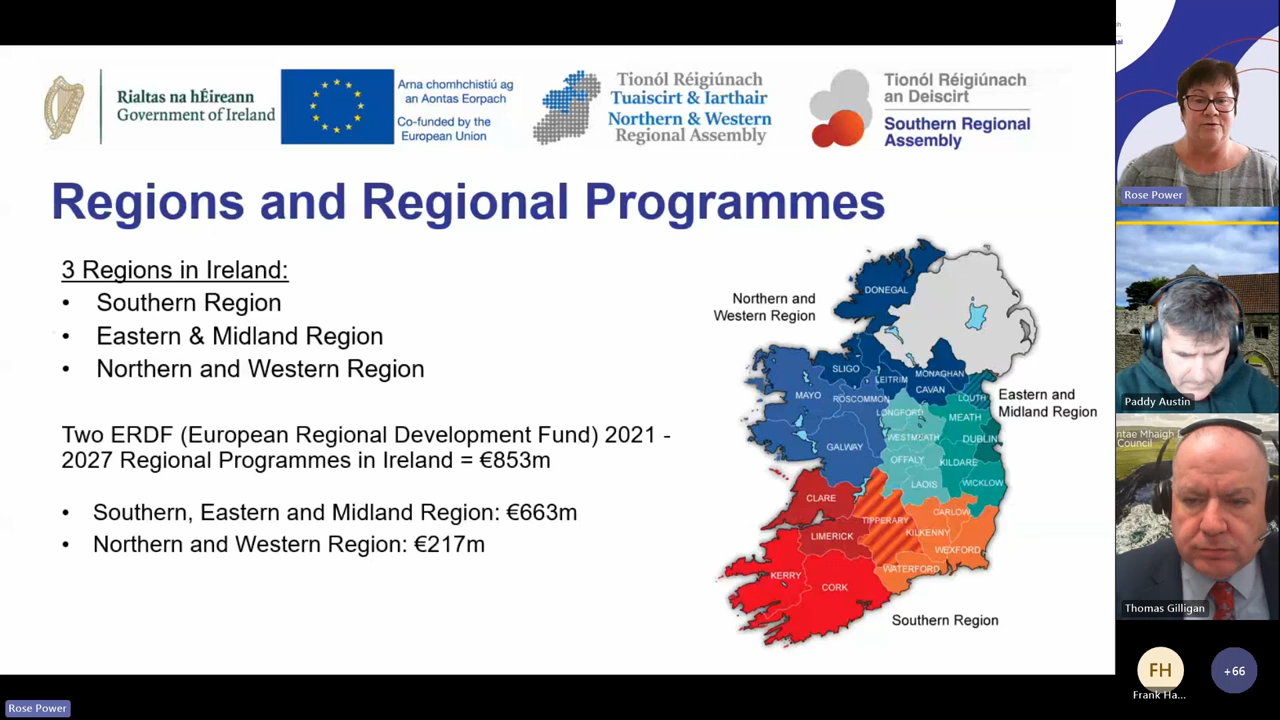 Rialtas na hÉireann
Government of Ireland
Arna chomhchistiú ag
an Aontas Eorpach
Co-funded by the
European Union
Tionól Réigiúnach
Tuaiscirt & Iarthair
Northern & Western
Regional Assembly
Tionól Réigiúnach
an Deiscirt
Southern Regional
Assembly
Regions and Regional Programmes
3 Regions in Ireland:
• Southern Region
• Eastern & Midland Region
• Northern and Western Region
Two ERDF (European Regional Development Fund) 2021 -
2027 Regional Programmes in Ireland = €853m
• Southern, Eastern and Midland Region: €663m
• Northern and Western Region: €217m
Northern and
Western Region
DONEGAL
SLIGO
LEITRIM
MONAGHAN
CAVAN
MAYO
ROSCOMMON
LOUTH
Eastern and
Midland Region
LONGFORD
MEATH
WESTMEATH
DUBLIN
GALWAY
OFFALY
KILDARE
LAOIS
WICKLOW
CLARE
CARLOW
TIPPERARY
KILKENNY
LIMERICK
WEXFORD
WATERFORD
KERRY
CORK
Southern Region
Rose Power
Paddy Austin
ntae Mhaigh
Council
Thomas Gilligan
FH
+66
Frank Ha...
Rose Power